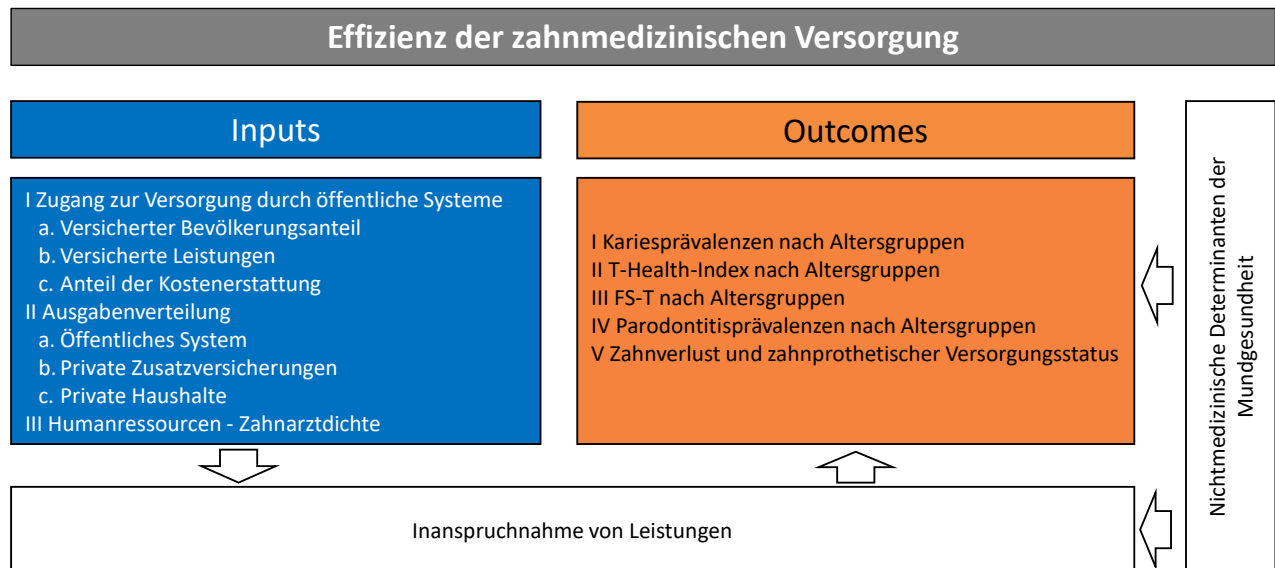 Effizienz der zahnmedizinischen Versorgung
Inputs
I Zugang zur Versorgung durch öffentliche Systeme
a. Versicherter Bevölkerungsanteil
b. Versicherte Leistungen
c. Anteil der Kostenerstattung
II Ausgabenverteilung
a. Öffentliches System
b. Private Zusatzversicherungen
c. Private Haushalte
III Humanressourcen - Zahnarztdichte
Outcomes
I Kariesprävalenzen nach Altersgruppen
II T-Health-Index nach Altersgruppen
III FS-T nach Altersgruppen
IV Parodontitisprävalenzen nach Altersgruppen
V Zahnverlust und zahnprothetischer Versorgungsstatus
Nichtmedizinische Determinanten der
Mundgesundheit
Inanspruchnahme von Leistungen